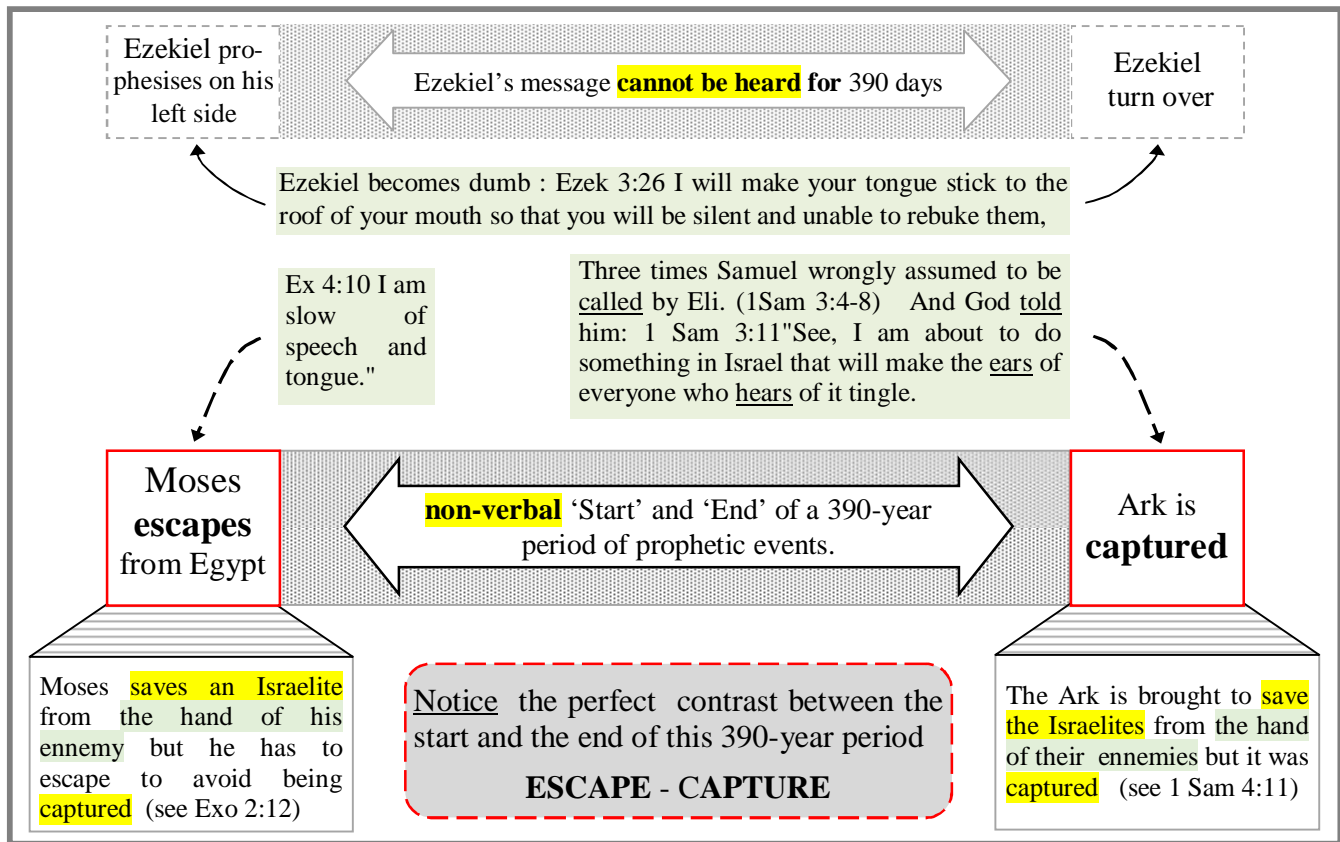 Ezekiel pro-
phesises on his
left side
Ezekiel’s message cannot be heard for 390 days
Ezekiel
turn over
Ezekiel becomes dumb : Ezek 3:26 I will make your tongue stick to the
roof of your mouth so that you will be silent and unable to rebuke them,
Ex 4:10 I am
slow of
speech and
tongue."
Three times Samuel wrongly assumed to be
called by Eli. (1Sam 3:4-8) And God told
him: 1 Sam 3:11"See, I am about to do
something in Israel that will make the ears of
everyone who hears of it tingle.
Moses
escapes
from Egypt
non-verbal ‘Start’ and ‘End’ of a 390-year
period of prophetic events.
Ark is
captured
Moses saves an Israelite
from the hand of his
ennemy but he has to
escape to avoid being
captured (see Exo 2:12)
Notice the perfect contrast between the
start and the end of this 390-year period
ESCAPE - CAPTURE
The Ark is brought to save
the Israelites from the hand
of their ennemies but it was
captured (see 1 Sam 4:11)